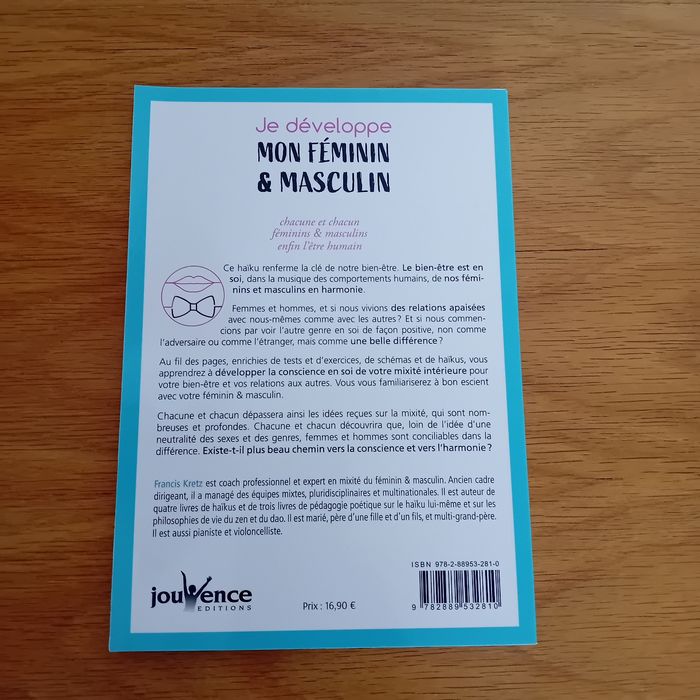 Je développe
MON FÉMININ
& MASCULIN
chacune et chacun
féminins & masculins
enfin l'être humain
Ce haïku renferme la clé de notre bien-être. Le bien-être est en
soi, dans la musique des comportements humains, de nos fémi-
nins et masculins en harmonie.
Femmes et hommes, et si nous vivions des relations apaisées
avec nous-mêmes comme avec les autres ? Et si nous commen-
cions par voir l'autre genre en soi de façon positive, non comme
l'adversaire ou comme l'étranger, mais comme une belle différence ?
Au fil des pages, enrichies de tests et d'exercices, de schémas et de haïkus, vous
apprendrez à développer la conscience en soi de votre mixité intérieure pour
votre bien-être et vos relations aux autres. Vous vous familiariserez à bon escient
avec votre féminin & masculin.
Chacune et chacun dépassera ainsi les idées reçues sur la mixité, qui sont nom-
breuses et profondes. Chacune et chacun découvrira que, loin de l'idée d'une
neutralité des sexes et des genres, femmes et hommes sont conciliables dans la
différence. Existe-t-il plus beau chemin vers la conscience et vers l'harmonie ?
Francis Kretz est coach professionnel et expert en mixité du féminin & masculin. Ancien cadre
dirigeant, il a managé des équipes mixtes, pluridisciplinaires et multinationales. Il est auteur de
quatre livres de haïkus et de trois livres de pédagogie poétique sur le haïku lui-même et sur les
philosophies de vie du zen et du dao. Il est marié, père d'une fille et d'un fils, et multi-grand-père.
Il est aussi pianiste et violoncelliste.
ISBN 978-2-88953-281-0
jouvence
EDITIONS
Prix : 16,90 €
9 782889 532810